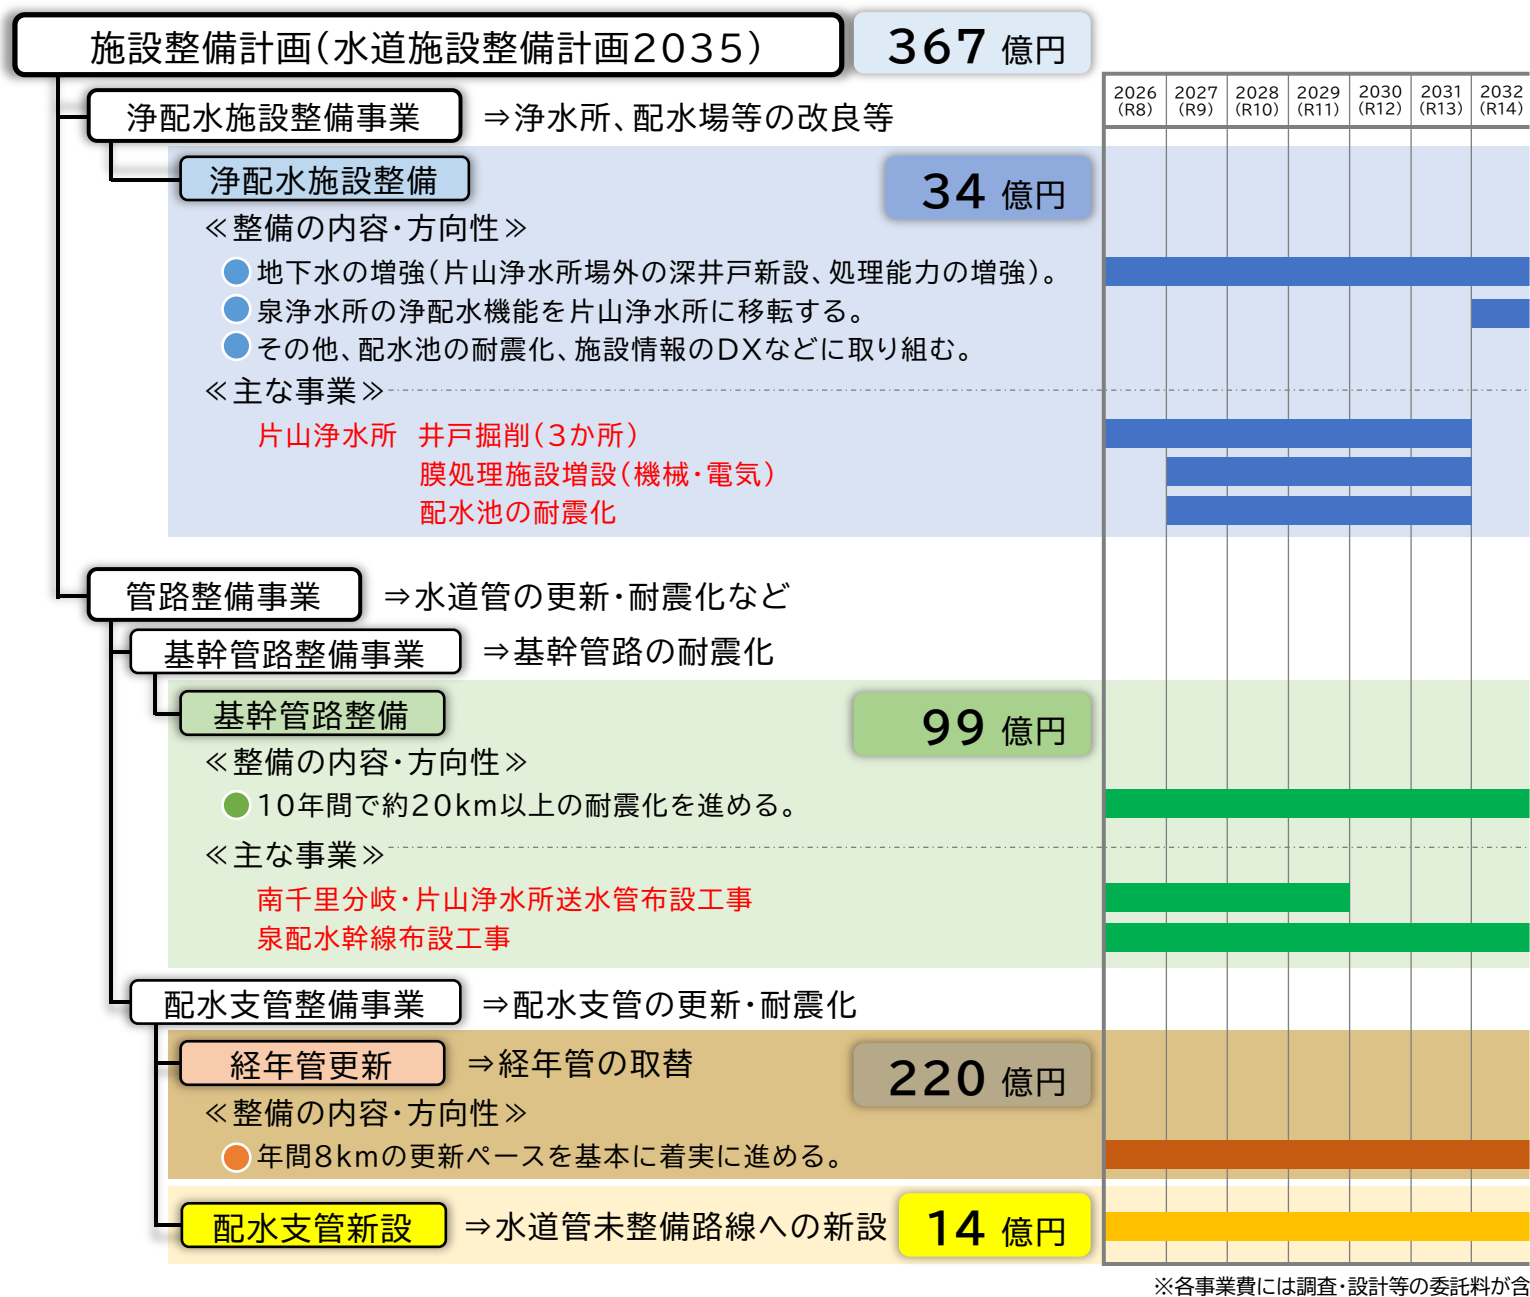 施設整備計画（水道施設整備計画2035）
367 億円
2026 2027 2028 2029 2030 2031 2032
(R8) (R9) (R10) (R11) (R12) (R13) (R14)
浄配水施設整備事業 ⇒浄水所、配水場等の改良等
浄配水施設整備
34 億円
≪整備の内容・方向性≫
地下水の増強（片山浄水所場外の深井戸新設、処理能力の増強）。
泉浄水所の浄配水機能を片山浄水所に移転する。
その他、配水池の耐震化、施設情報のDXなどに取り組む。
≪主な事業≫
片山浄水所 井戸掘削（3か所）
膜処理施設増設（機械・電気）
配水池の耐震化
管路整備事業 ⇒水道管の更新・耐震化など
基幹管路整備事業 ⇒基幹管路の耐震化
基幹管路整備
99 億円
≪整備の内容・方向性≫
10年間で約20km以上の耐震化を進める。
≪主な事業≫
南千里分岐・片山浄水所送水管布設工事
泉配水幹線布設工事
配水支管整備事業 ⇒配水支管の更新・耐震化
経年管更新 ⇒経年管の取替
220 億円
≪整備の内容・方向性≫
年間8kmの更新ペースを基本に着実に進める。
配水支管新設 ⇒水道管未整備路線への新設
14 億円
※各事業費には調査・設計等の委託料が含